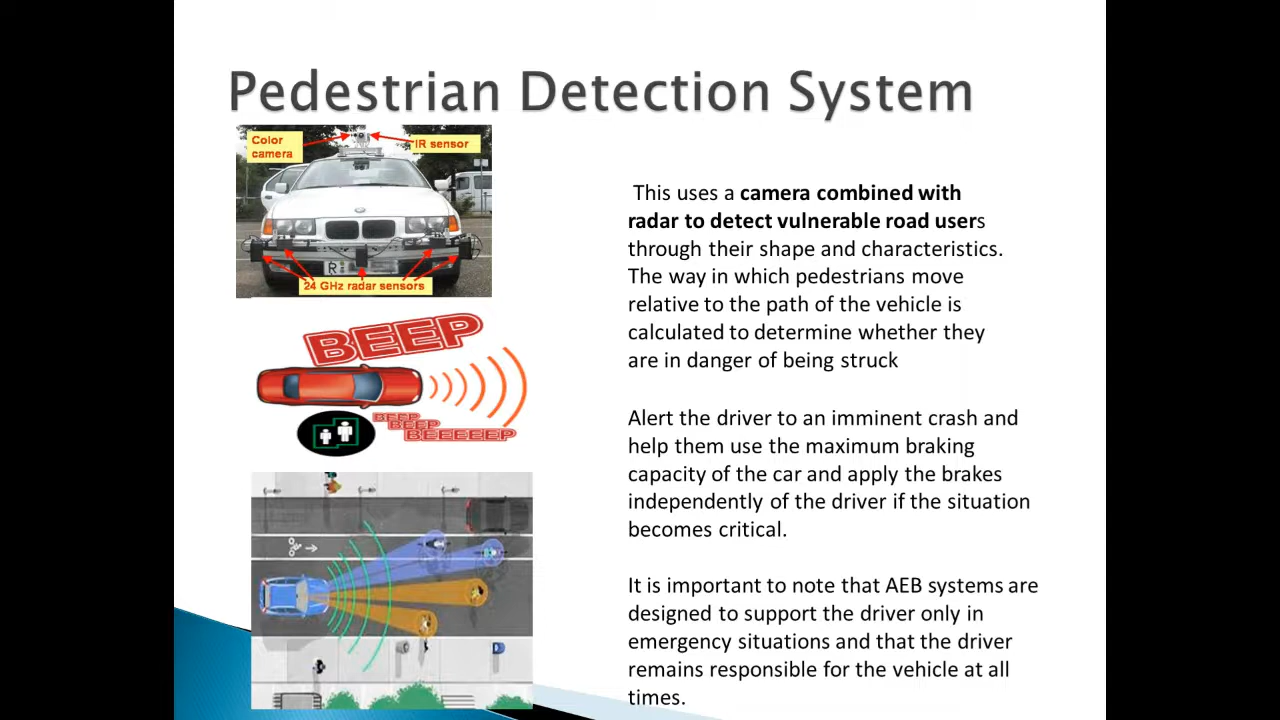 Pedestrian Detection System
Color
camera
IR sensor
24 GHz radar sensors
R
BEEP
BEEP
BEEP
BEEEEEP
This uses a camera combined with
radar to detect vulnerable road users
through their shape and characteristics.
The way in which pedestrians move
relative to the path of the vehicle is
calculated to determine whether they
are in danger of being struck
Alert the driver to an imminent crash and
help them use the maximum braking
capacity of the car and apply the brakes
independently of the driver if the situation
becomes critical.
It is important to note that AEB systems are
designed to support the driver only in
emergency situations and that the driver
remains responsible for the vehicle at all
times.